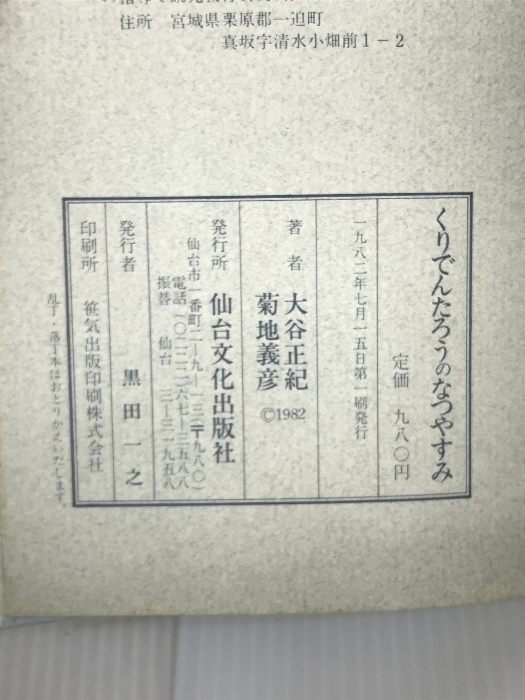 住所 宮城県栗原郡一迫町
真坂字清水小畑前1-2
くりでんたろうのなつやすみ
定価 九八〇円
一九八二年七月一五日第一刷発行
著者 大谷正紀
菊地義彦
©1982
発行所 仙台文化出版社
仙台市一番町二-九-一三(〒九八〇)
電話(〇二二二)六七-三五八八
振替 仙台 三-三一九五八
発行者 黒田一之
印刷所 笹気出版印刷株式会社
乱丁・落丁本はおとりかえいたします。